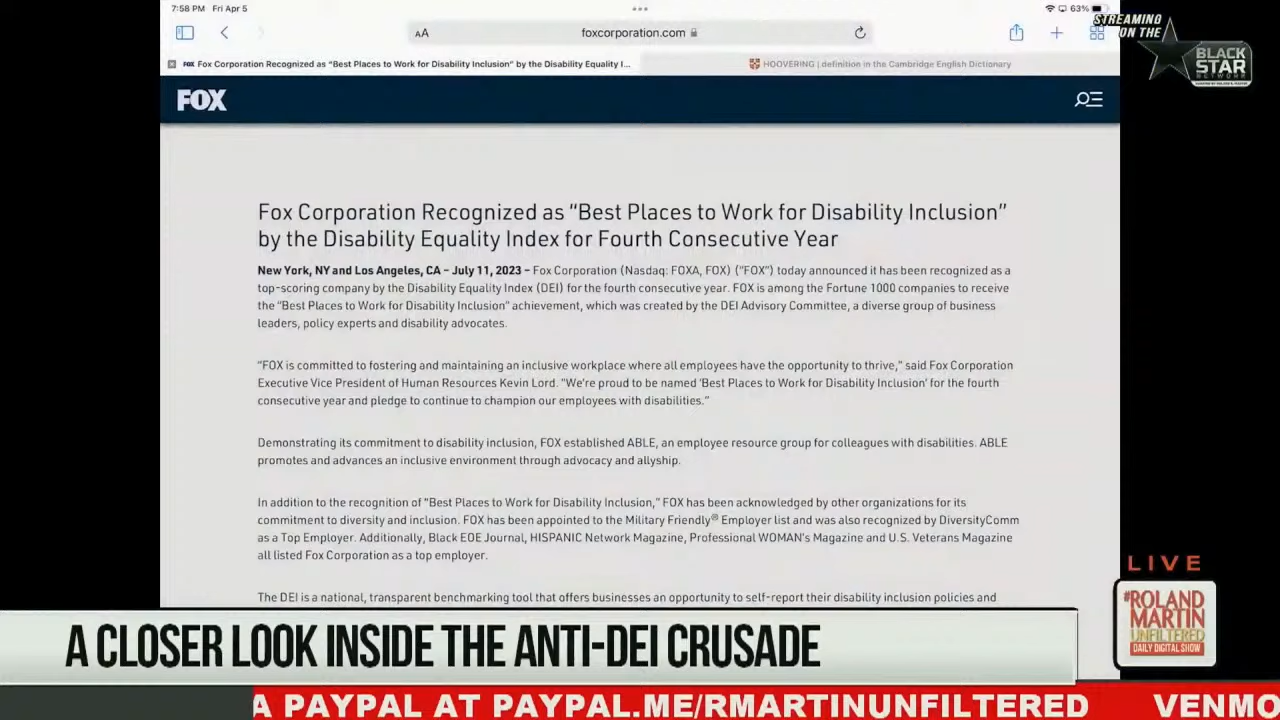 7:58 PM Fri Apr 5
63%
AA
foxcorporation.com
STREAMING
ON THE
BLACK
STAR
NETWORK
FOX Fox Corporation Recognized as "Best Places to Work for Disability Inclusion" by the Disability Equality I...
HOOVERING | definition in the Cambridge English Dictionary
FOX
Fox Corporation Recognized as “Best Places to Work for Disability Inclusion”
by the Disability Equality Index for Fourth Consecutive Year
New York, NY and Los Angeles, CA – July 11, 2023 – Fox Corporation (Nasdaq: FOXA, FOX) (“FOX”) today announced it has been recognized as a
top-scoring company by the Disability Equality Index (DEI) for the fourth consecutive year. FOX is among the Fortune 1000 companies to receive
the “Best Places to Work for Disability Inclusion” achievement, which was created by the DEI Advisory Committee, a diverse group of business
leaders, policy experts and disability advocates.
“FOX is committed to fostering and maintaining an inclusive workplace where all employees have the opportunity to thrive,” said Fox Corporation
Executive Vice President of Human Resources Kevin Lord. “We’re proud to be named ‘Best Places to Work for Disability Inclusion’ for the fourth
consecutive year and pledge to continue to champion our employees with disabilities.”
Demonstrating its commitment to disability inclusion, FOX established ABLE, an employee resource group for colleagues with disabilities. ABLE
promotes and advances an inclusive environment through advocacy and allyship.
In addition to the recognition of “Best Places to Work for Disability Inclusion,” FOX has been acknowledged by other organizations for its
commitment to diversity and inclusion. FOX has been appointed to the Military Friendly® Employer list and was also recognized by DiversityComm
as a Top Employer. Additionally, Black EOE Journal, HISPANIC Network Magazine, Professional WOMAN’s Magazine and U.S. Veterans Magazine
all listed Fox Corporation as a top employer.
The DEI is a national, transparent benchmarking tool that offers businesses an opportunity to self-report their disability inclusion policies and
LIVE
#ROLAND
MARTIN
UNFILTERED
DAILY DIGITAL SHOW
A CLOSER LOOK INSIDE THE ANTI-DEI CRUSADE
A PAYPAL AT PAYPAL.ME/RMARTINUNFILTERED VENMO